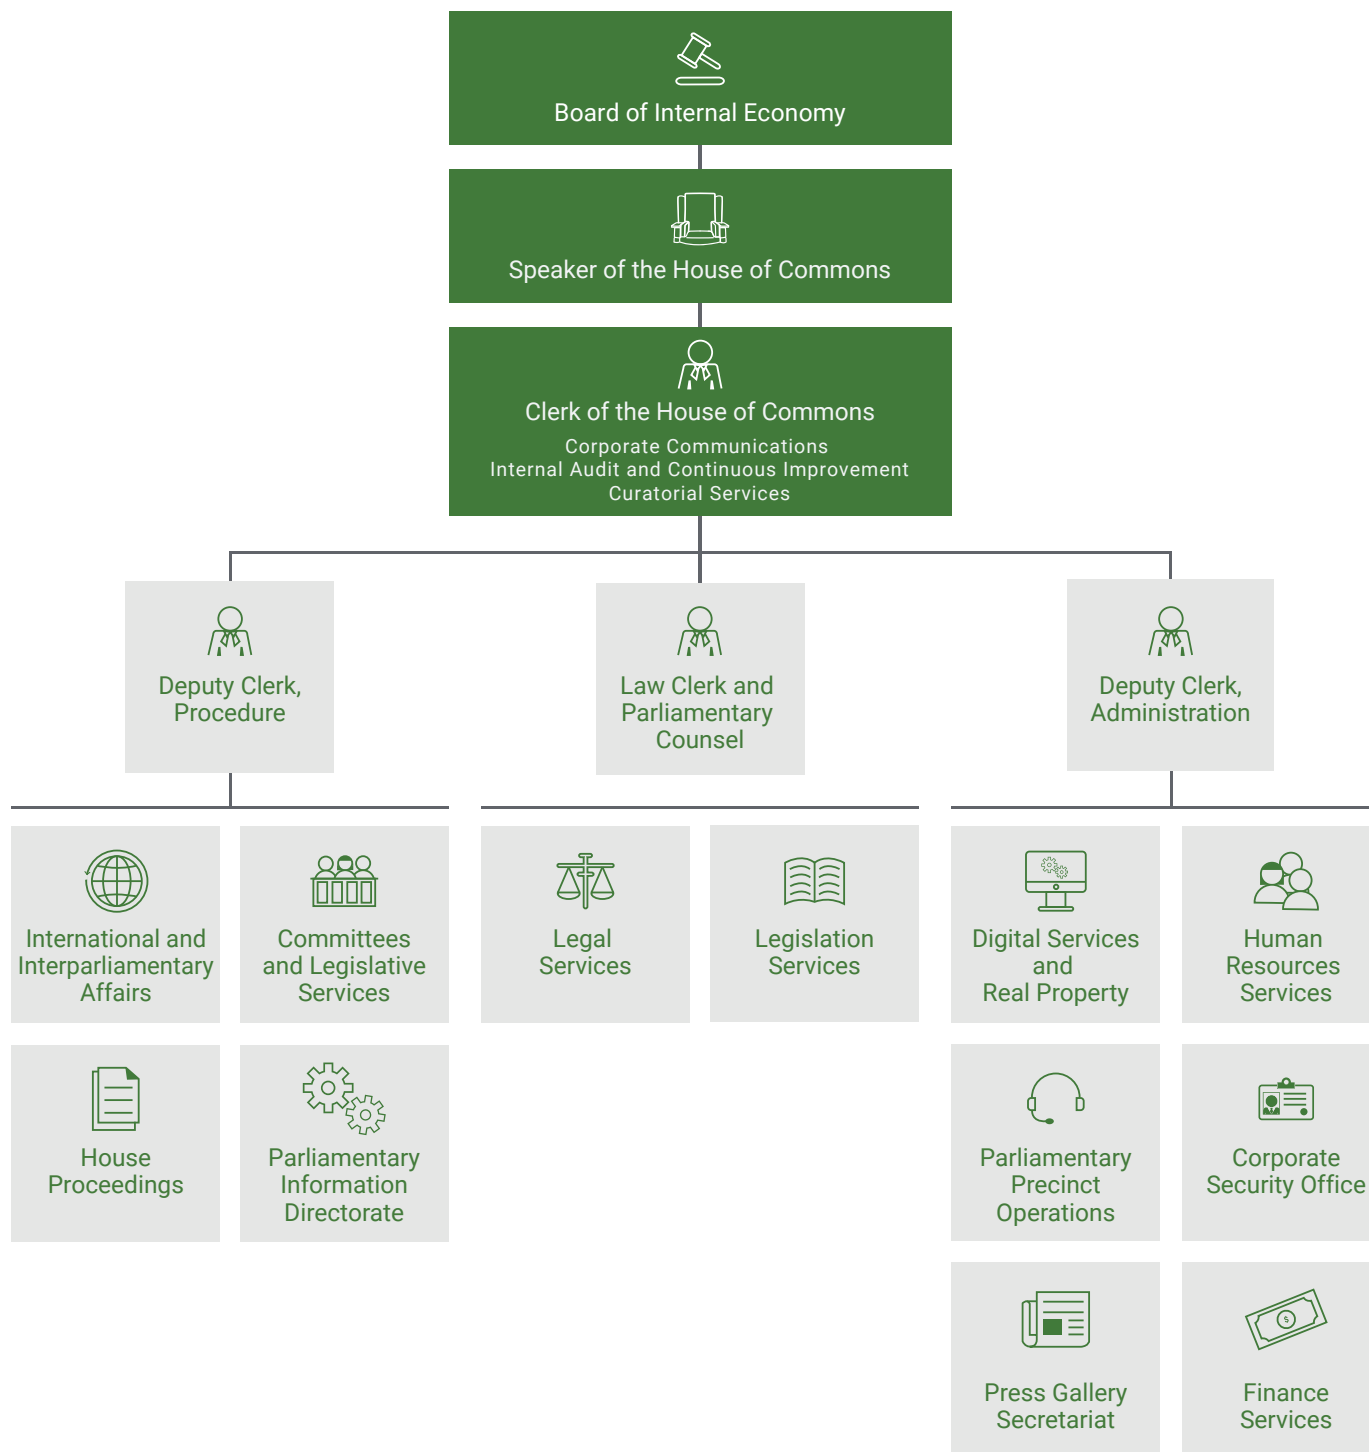 Board of Internal Economy
Speaker of the House of Commons
Clerk of the House of Commons
Corporate Communications
Internal Audit and Continuous Improvement
Curatorial Services
Deputy Clerk,
Procedure
Law Clerk and
Parliamentary
Counsel
Deputy Clerk,
Administration
International and
Interparliamentary
Affairs
Committees
and Legislative
Services
Legal
Services
Legislation
Services
Digital Services
and
Real Property
Human
Resources
Services
House
Proceedings
Parliamentary
Information
Directorate
Parliamentary
Precinct
Operations
Corporate
Security Office
Press Gallery
Secretariat
$
Finance
Services